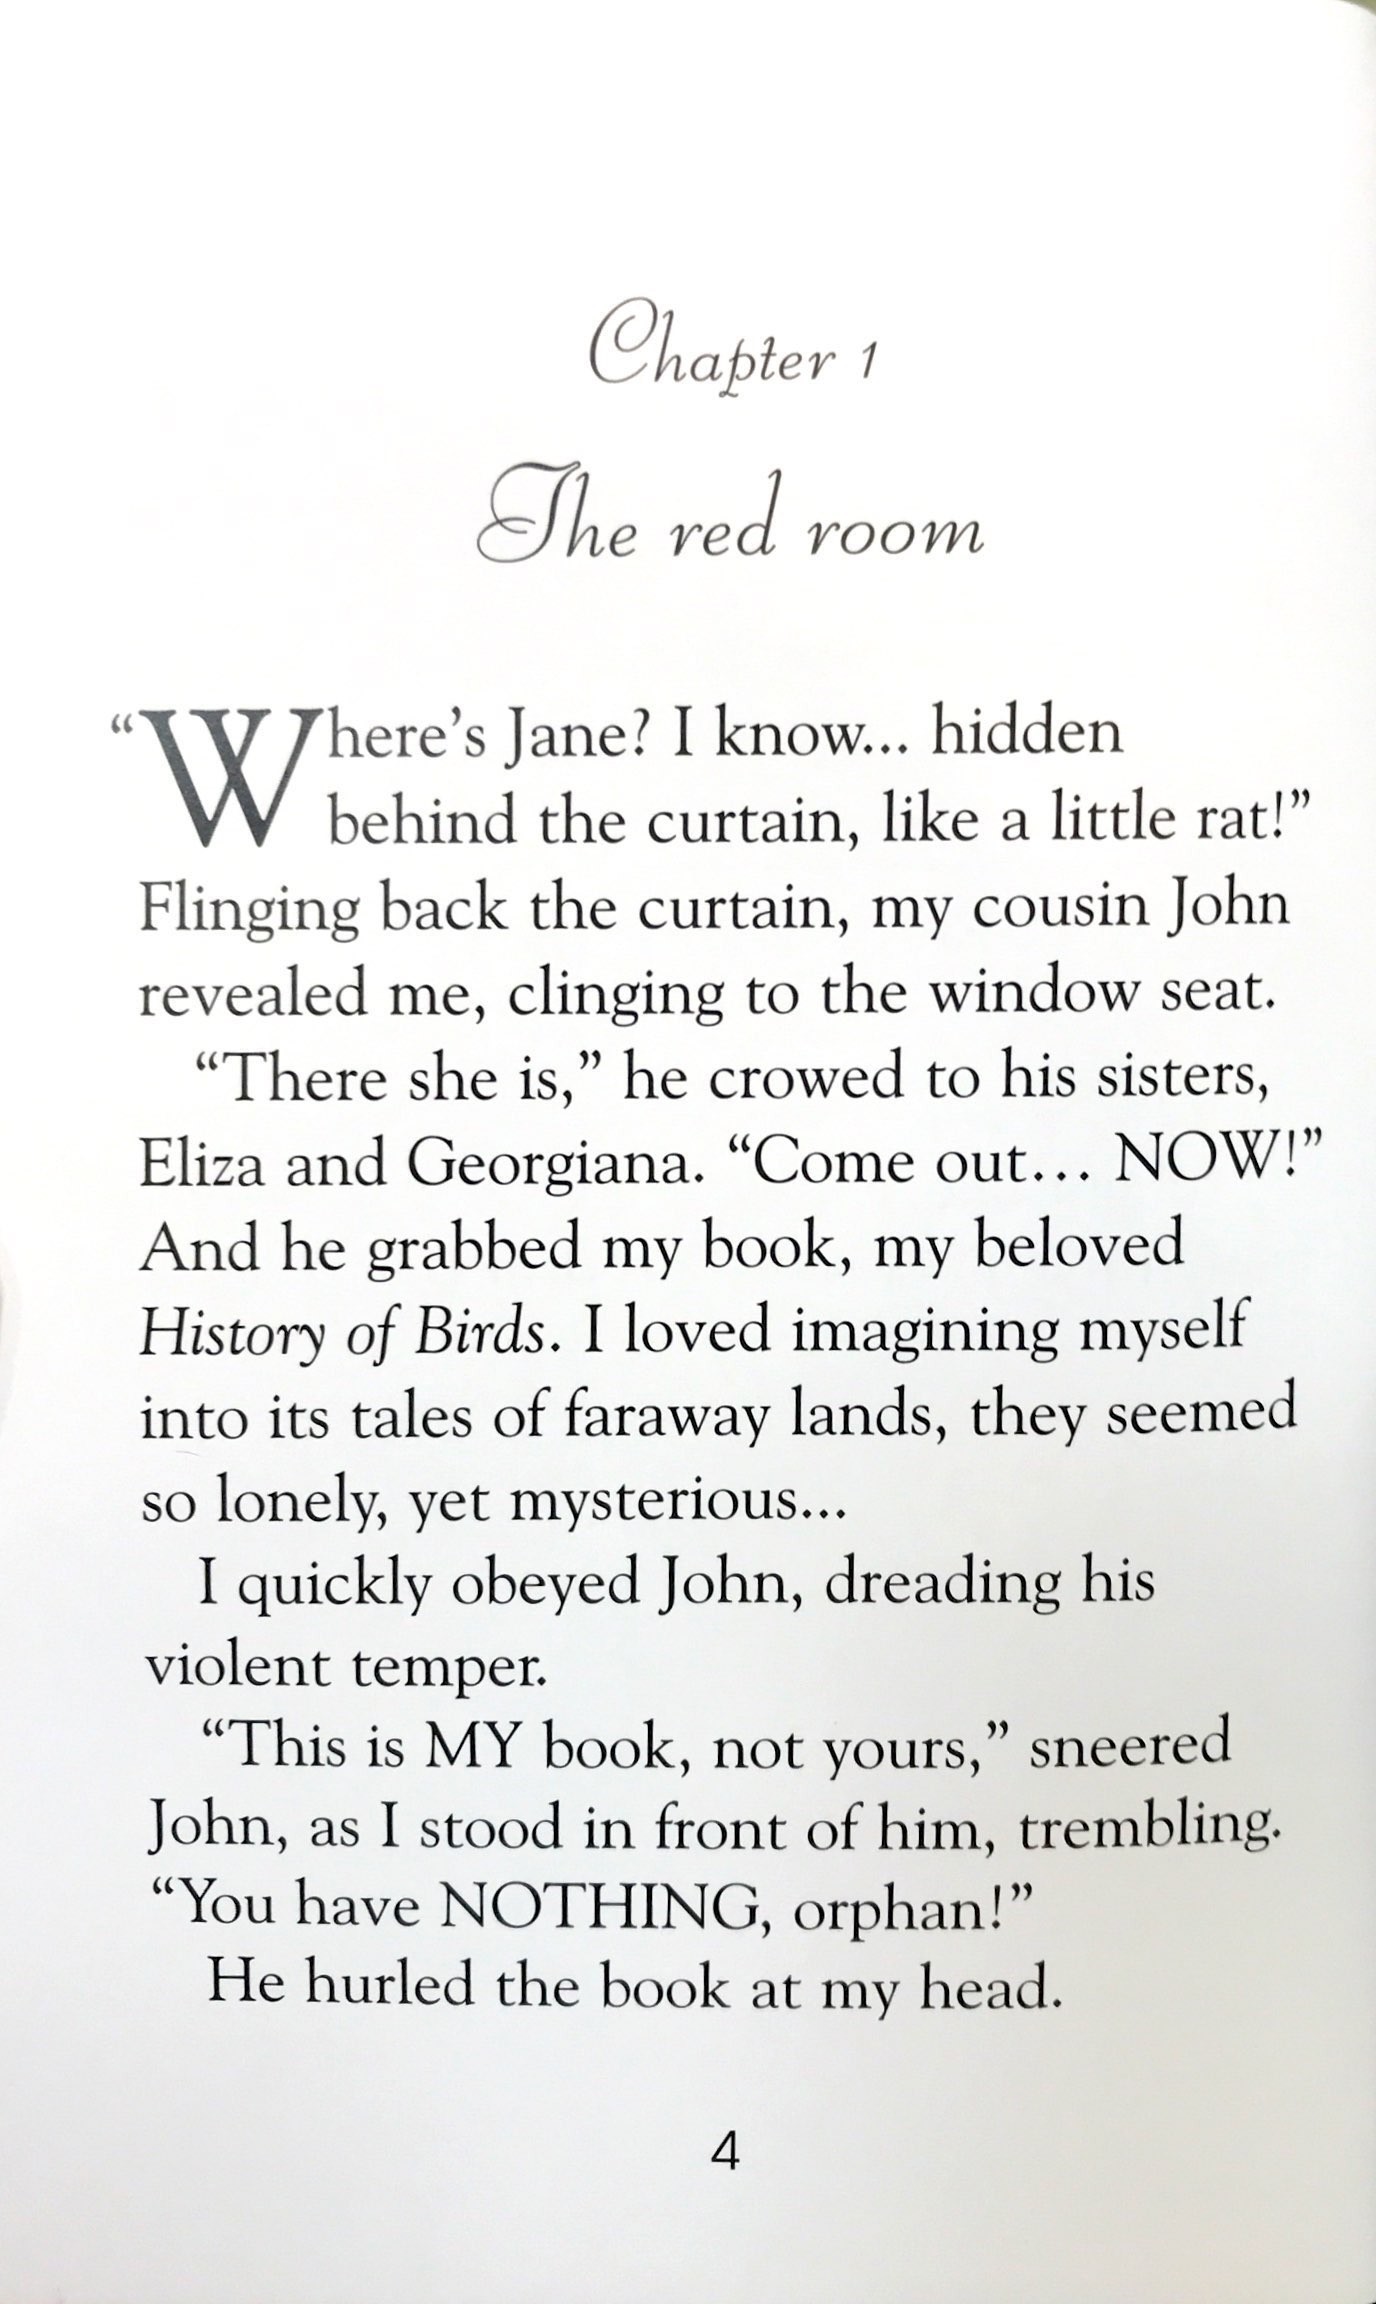 Chapter 1
The red room
“Where’s Jane? I know... hidden
behind the curtain, like a little rat!”
Flinging back the curtain, my cousin John
revealed me, clinging to the window seat.
“There she is,” he crowed to his sisters,
Eliza and Georgiana. “Come out... NOW!”
And he grabbed my book, my beloved
History of Birds. I loved imagining myself
into its tales of faraway lands, they seemed
so lonely, yet mysterious...
I quickly obeyed John, dreading his
violent temper.
“This is MY book, not yours,” sneered
John, as I stood in front of him, trembling.
“You have NOTHING, orphan!”
He hurled the book at my head.
4